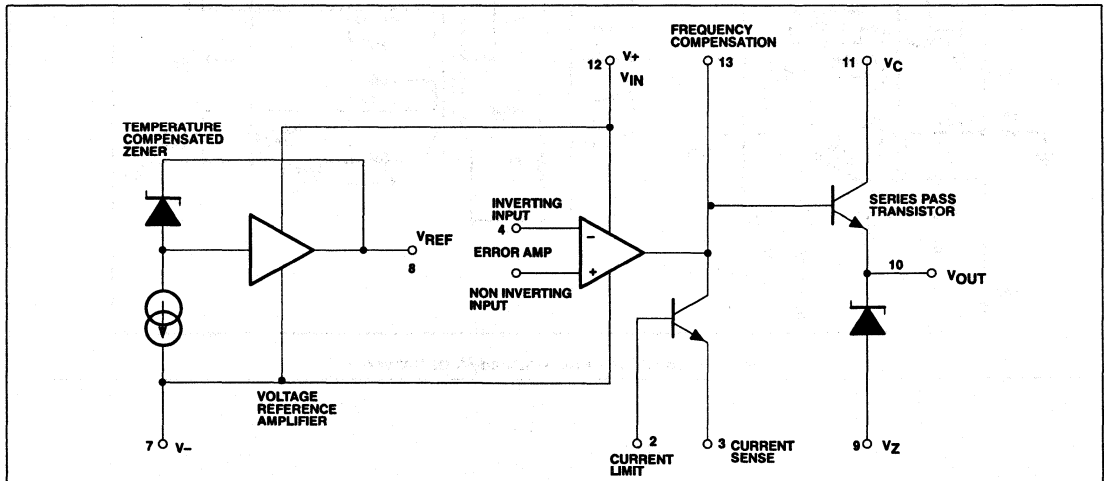 FREQUENCY
COMPENSATION
13
12
V+
VIN
11
VC
TEMPERATURE
COMPENSATED
ZENER
INVERTING
INPUT
4
−
ERROR AMP
+
NON INVERTING
INPUT
VREF
8
SERIES PASS
TRANSISTOR
10
VOUT
VOLTAGE
REFERENCE
AMPLIFIER
7
V−
2
CURRENT
LIMIT
3
CURRENT
SENSE
9
VZ